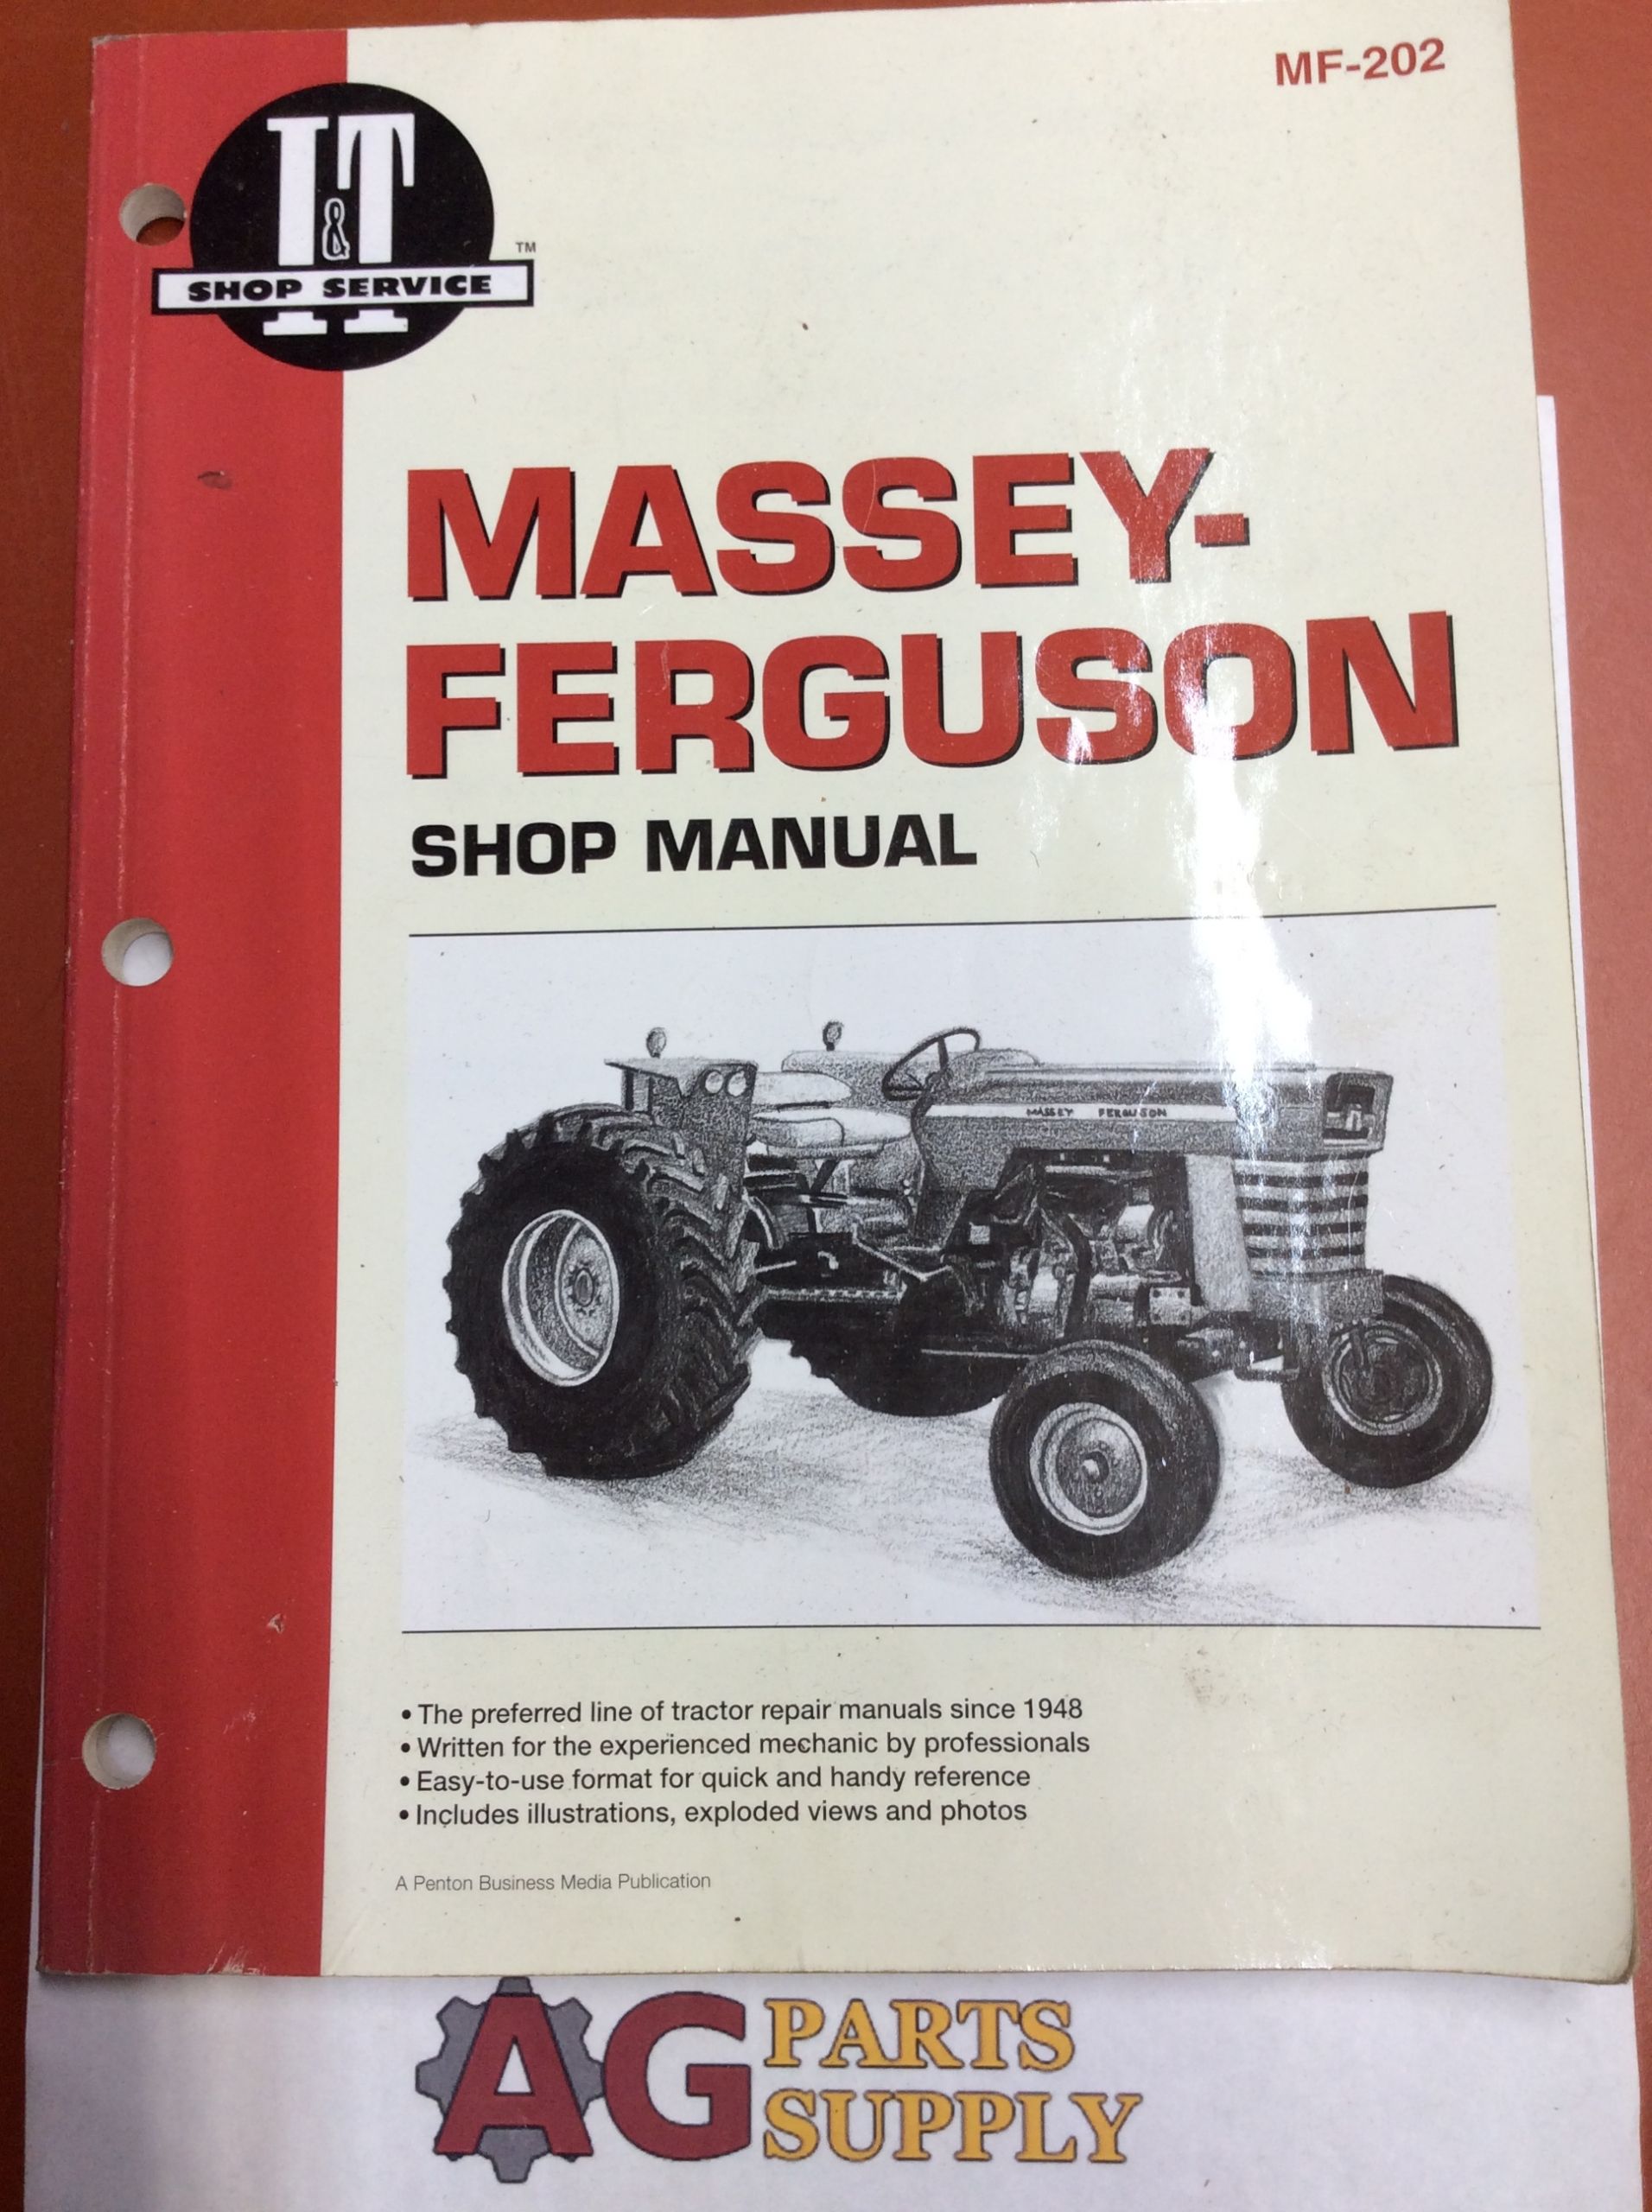 MF-202
I&T
TM
SHOP SERVICE
MASSEY-
FERGUSON
SHOP MANUAL
MASSEY FERGUSON
• The preferred line of tractor repair manuals since 1948
• Written for the experienced mechanic by professionals
• Easy-to-use format for quick and handy reference
• Includes illustrations, exploded views and photos
A Penton Business Media Publication
AG PARTS
SUPPLY